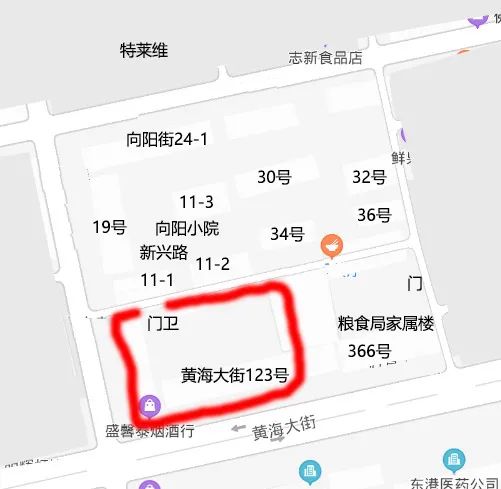 特莱维
志新食品店
向阳街24-1
鲜
30号
32号
11-3
36号
19号
向阳小院
34号
新兴路
11-2
11-1
门
门卫
粮食局家属楼
366号
黄海大街123号
盛馨泰烟酒行
黄海大街
东港医药公司